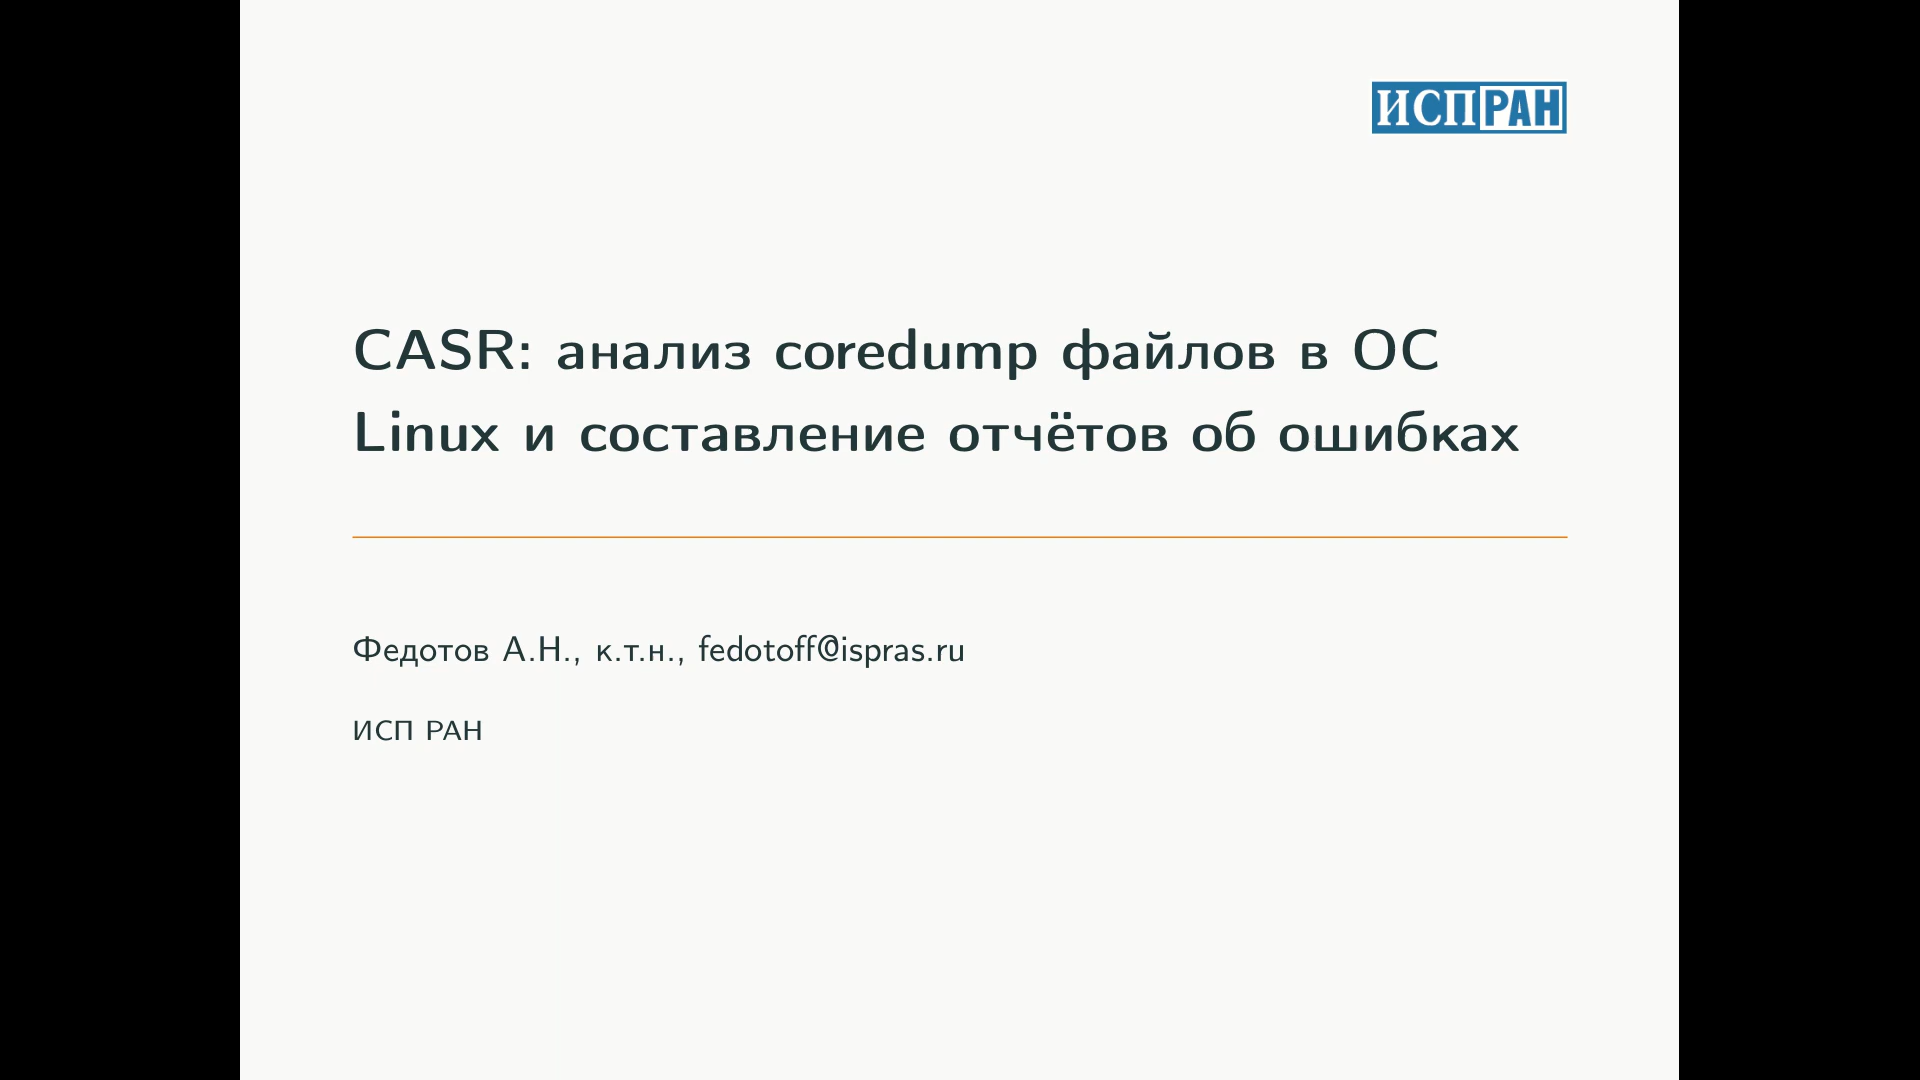 ИСПРАН
CASR: анализ coredump файлов в ОС
Linux и составление отчётов об ошибках
Федотов А.Н., к.т.н., fedotoff@ispras.ru
ИСП РАН